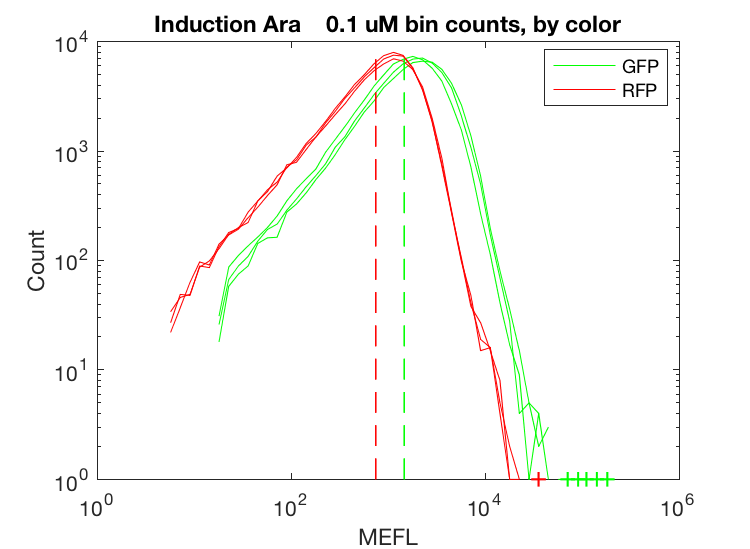 Induction Ara    0.1 uM bin counts, by color
GFP
RFP
Count
10^4
10^3
10^2
10^1
10^0
10^0 10^2 10^4 10^6
MEFL